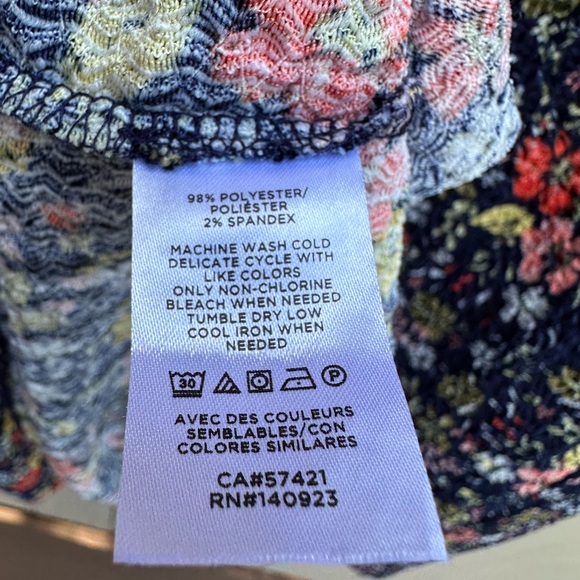 98% POLYESTER/
POLIÉSTER
2% SPANDEX
MACHINE WASH COLD
DELICATE CYCLE WITH
LIKE COLORS
ONLY NON-CHLORINE
BLEACH WHEN NEEDED
TUMBLE DRY LOW
COOL IRON WHEN
NEEDED
30 P
AVEC DES COULEURS
SEMBLABLES/CON
COLORES SIMILARES
CA#57421
RN#140923